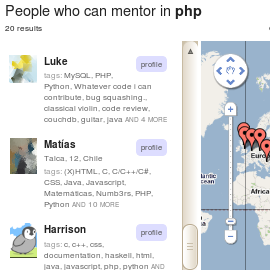 People who can mentor in php
20 results
Luke
profile
tags: MySQL, PHP,
Python, Whatever code i can
contribute, bug squashing.,
classical violin, code review,
couchdb, guitar, java AND 4 MORE
Matías
profile
Talca, 12, Chile
tags: (X)HTML, C, C/C++/C#,
CSS, Java, Javascript,
Matemáticas, Numb3rs, PHP,
Python AND 10 MORE
Harrison
profile
tags: c, c++, css,
documentation, haskell, html,
java, javascript, php, python AND
Atlantic
Ocean
Euro
Africa